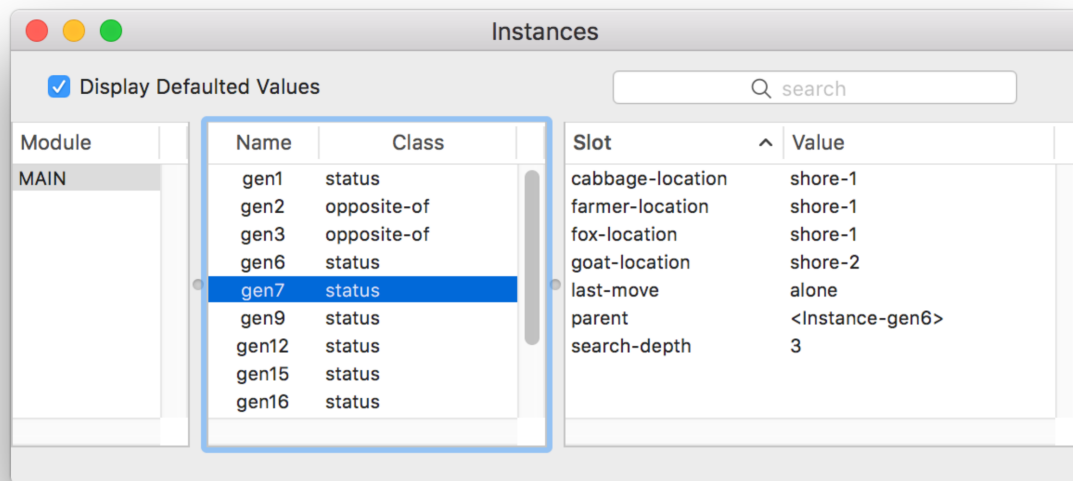 Instances
Display Defaulted Values
search
Module
MAIN
Name Class
gen1 status
gen2 opposite-of
gen3 opposite-of
gen6 status
gen7 status
gen9 status
gen12 status
gen15 status
gen16 status
Slot Value
cabbage-location shore-1
farmer-location shore-1
fox-location shore-1
goat-location shore-2
last-move alone
parent <Instance-gen6>
search-depth 3